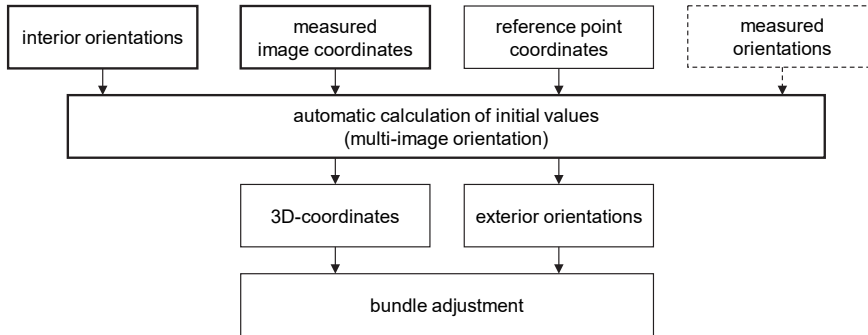 interior orientations
measured
image coordinates
reference point
coordinates
measured
orientations
automatic calculation of initial values
(multi-image orientation)
3D-coordinates
exterior orientations
bundle adjustment